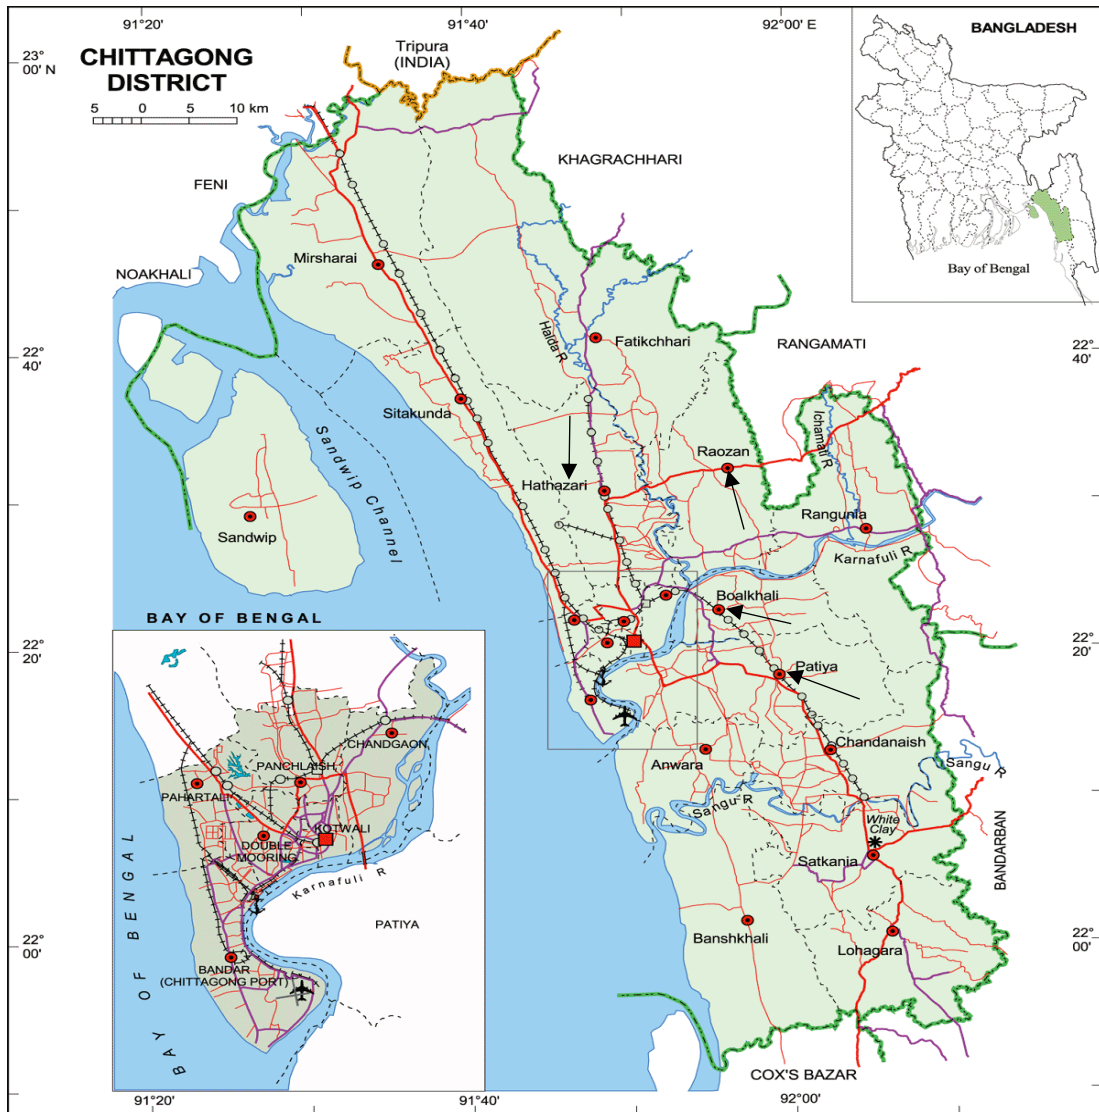 91°20'
91°40'
92°00' E
23°
00' N
CHITTAGONG
DISTRICT
5 0 5 10 km
Tripura
(INDIA)
BANGLADESH
Bay of Bengal
KHAGRACHHARI
FENI
NOAKHALI
Mirsharai
Halda R
Fatikchhari
RANGAMATI
22°
40'
22°
40'
Sitakunda
Sandwip Channel
Ichamati R
Raozan
Hathazari
Rangunia
Sandwip
Karnafuli R
Boalkhali
BAY OF BENGAL
22°
20'
22°
20'
Patiya
Chandanaish
Anwara
Sangu R
Sangu R
White
Clay
Satkania
BANDARBAN
Banshkhali
Lohagara
22°
00'
22°
00'
COX'S BAZAR
CHANDGAON
PANCHLAISH
PAHARTALI
KOTWALI
DOUBLE
MOORING
Karnafuli R
PATIYA
BANDAR
(CHITTAGONG PORT)
BAY OF BENGAL
91°20'
91°40'
92°00'